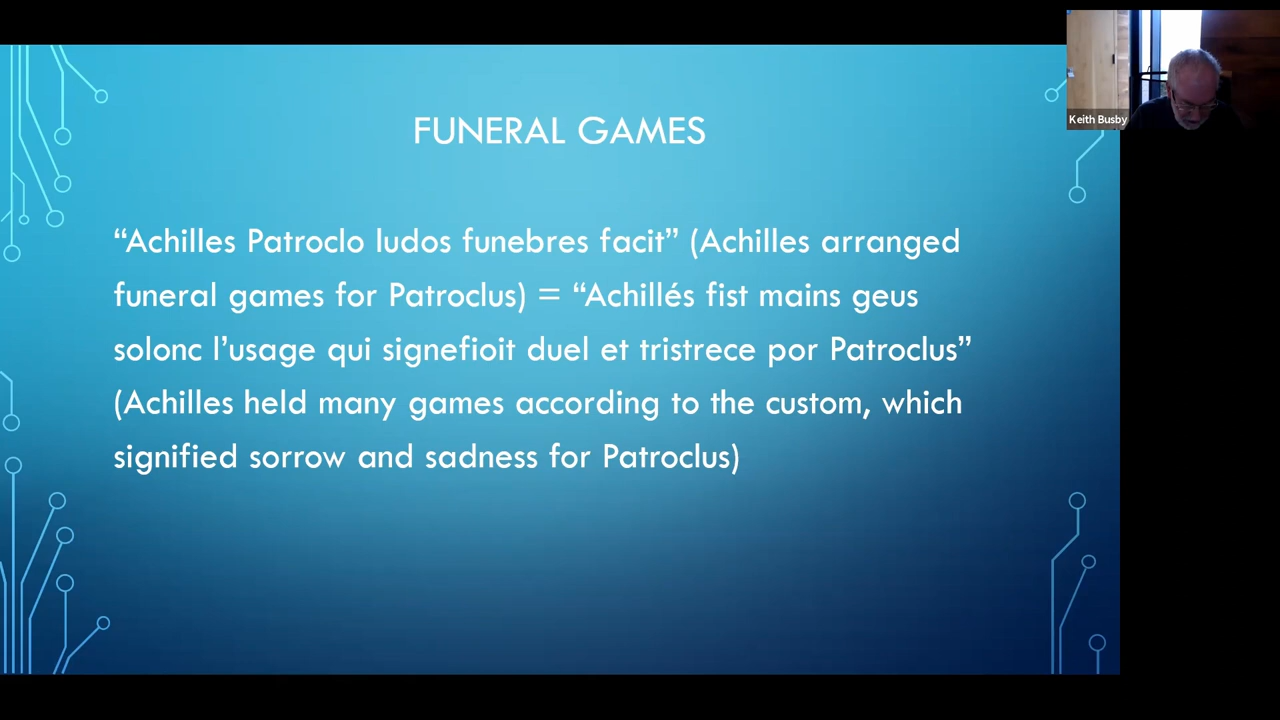 Keith Busby
FUNERAL GAMES
“Achilles Patroclo ludos funebres facit” (Achilles arranged
funeral games for Patroclus) = “Achillés fist mains geus
solonc l’usage qui signefioit duel et tristrece por Patroclus”
(Achilles held many games according to the custom, which
signified sorrow and sadness for Patroclus)